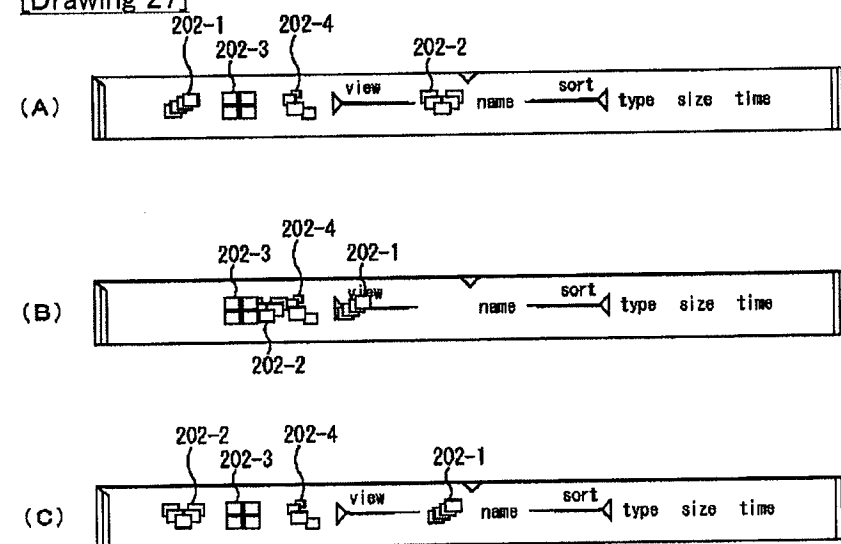 [Drawing 27]
202-1 202-4
202-3 202-2
view sort
(A) name type size time
202-4
202-3 202-1
view sort
(B) name type size time
202-2
202-2 202-4
202-3 202-1
view sort
(C) name type size time